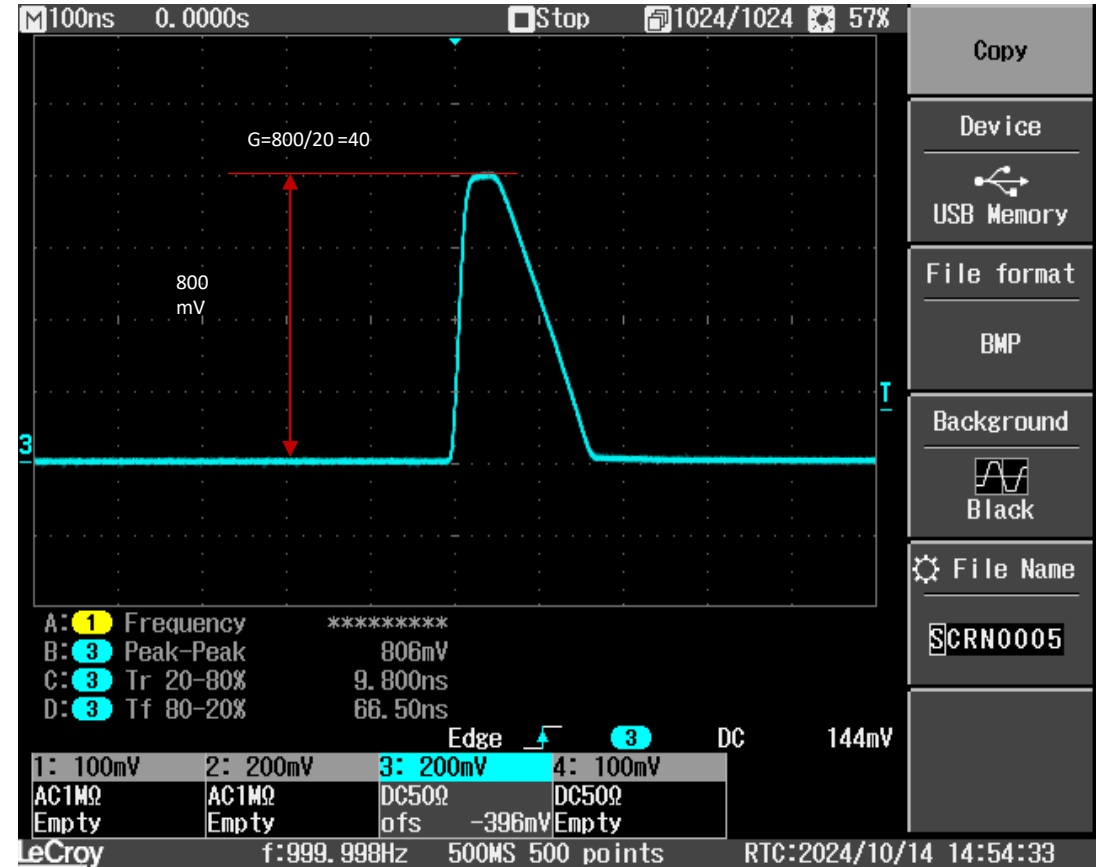 M 100ns 0.0000s Stop 1024/1024 57%
Copy
Device
USB Memory
File format
BMP
Background
Black
File Name
SCRN0005
G=800/20 =40
800
mV
T
3
A: 1 Frequency *********
B: 3 Peak-Peak 806mV
C: 3 Tr 20-80% 9.800ns
D: 3 Tf 80-20% 66.50ns
Edge 3 DC 144mV
1: 100mV 2: 200mV 3: 200mV 4: 100mV
AC1MΩ AC1MΩ DC50Ω DC50Ω
Empty Empty ofs -396mV Empty
LeCroy f:999.998Hz 500MS 500 points RTC:2024/10/14 14:54:33